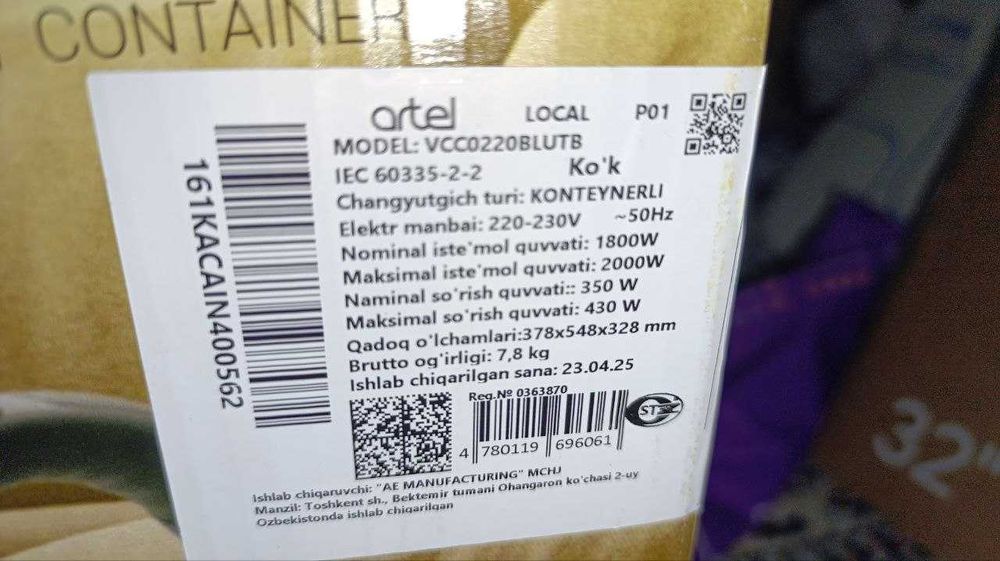 CONTAINER
artel LOCAL P01
MODEL: VCC0220BLUTB
IEC 60335-2-2 Ko'k
Changyutgich turi: KONTEYNERLI
Elektr manbai: 220-230V ~50Hz
Nominal iste'mol quvvati: 1800W
Maksimal iste'mol quvvati: 2000W
Naminal so'rish quvvati:: 350 W
Maksimal so'rish quvvati: 430 W
Qadoq o'lchamlari:378x548x328 mm
Brutto og'irligi: 7,8 kg
Ishlab chiqarilgan sana: 23.04.25
Reg.Nº 0363870
4 780119 696061
161KACAN400562
Ishlab chiqaruvchi: "AE MANUFACTURING" MCHJ
Manzil: Toshkent sh., Bektemir tumani Ohangaron ko'chasi 2-uy
Ozbekistonda ishlab chiqarilgan
32"